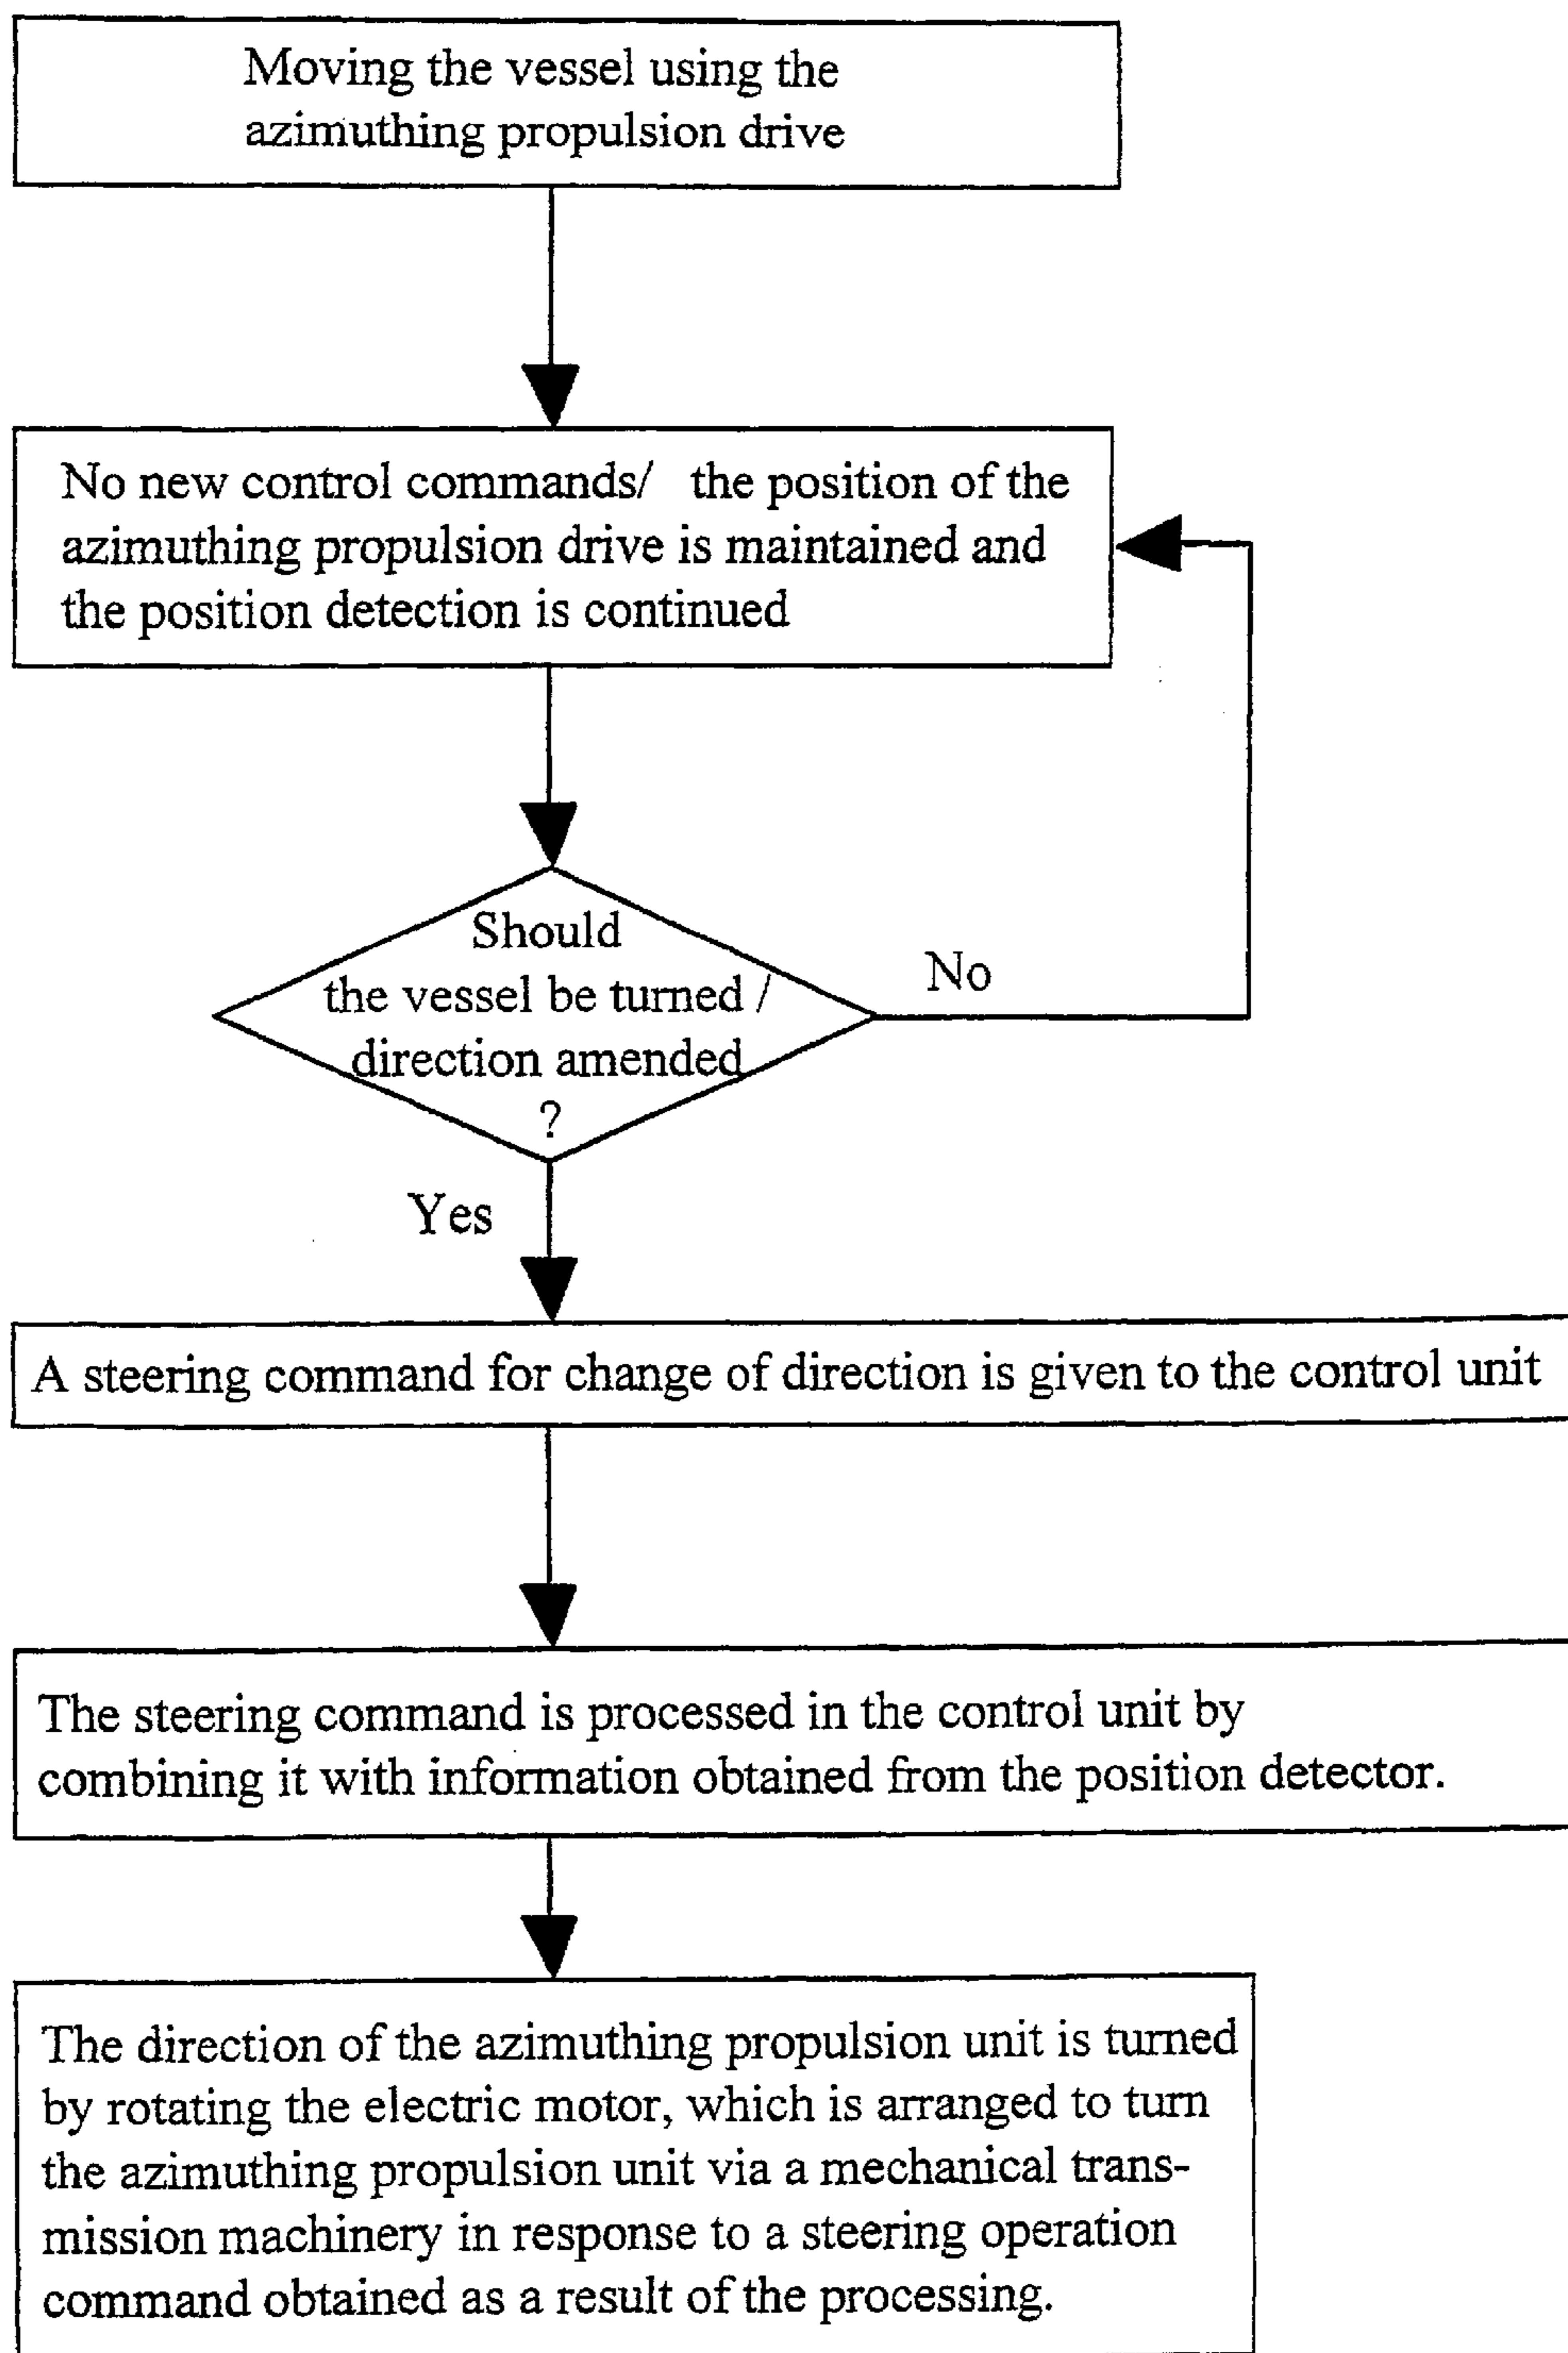 Moving the vessel using the
azimuthing propulsion drive
No new control commands/ the position of the
azimuthing propulsion drive is maintained and
the position detection is continued
Should
the vessel be turned /
direction amended
?
No
Yes
A steering command for change of direction is given to the control unit
The steering command is processed in the control unit by
combining it with information obtained from the position detector.
The direction of the azimuthing propulsion unit is turned
by rotating the electric motor, which is arranged to turn
the azimuthing propulsion unit via a mechanical trans-
mission machinery in response to a steering operation
command obtained as a result of the processing.